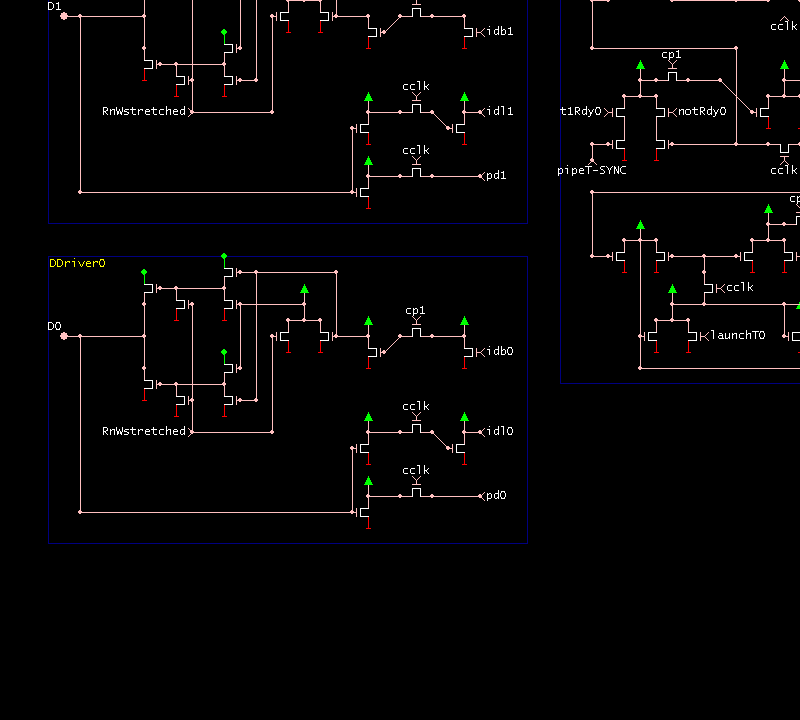 D1
idb1
RnWstretched
cclk
idl1
cclk
pd1
DDriver0
D0
cp1
idb0
RnWstretched
cclk
idl0
cclk
pd0
cclk
cp1
t1Rdy0
notRdy0
pipeT-SYNC
cclk
cp
cclk
launchT0